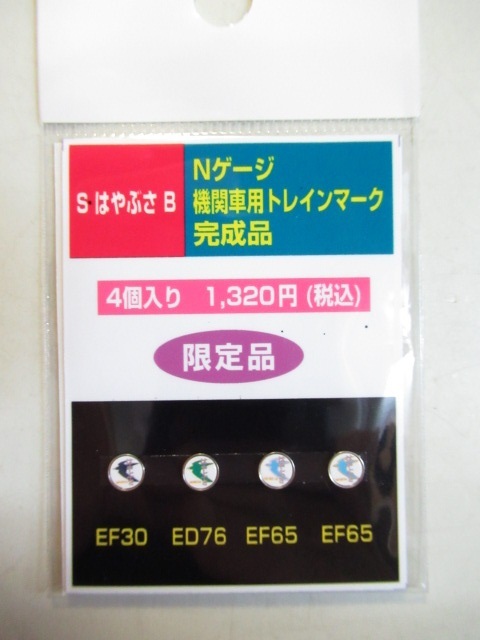 S はやぶさ B
Nゲージ
機関車用トレインマーク
完成品
4個入り 1,320円 (税込)
限定品
EF30 ED76 EF65 EF65